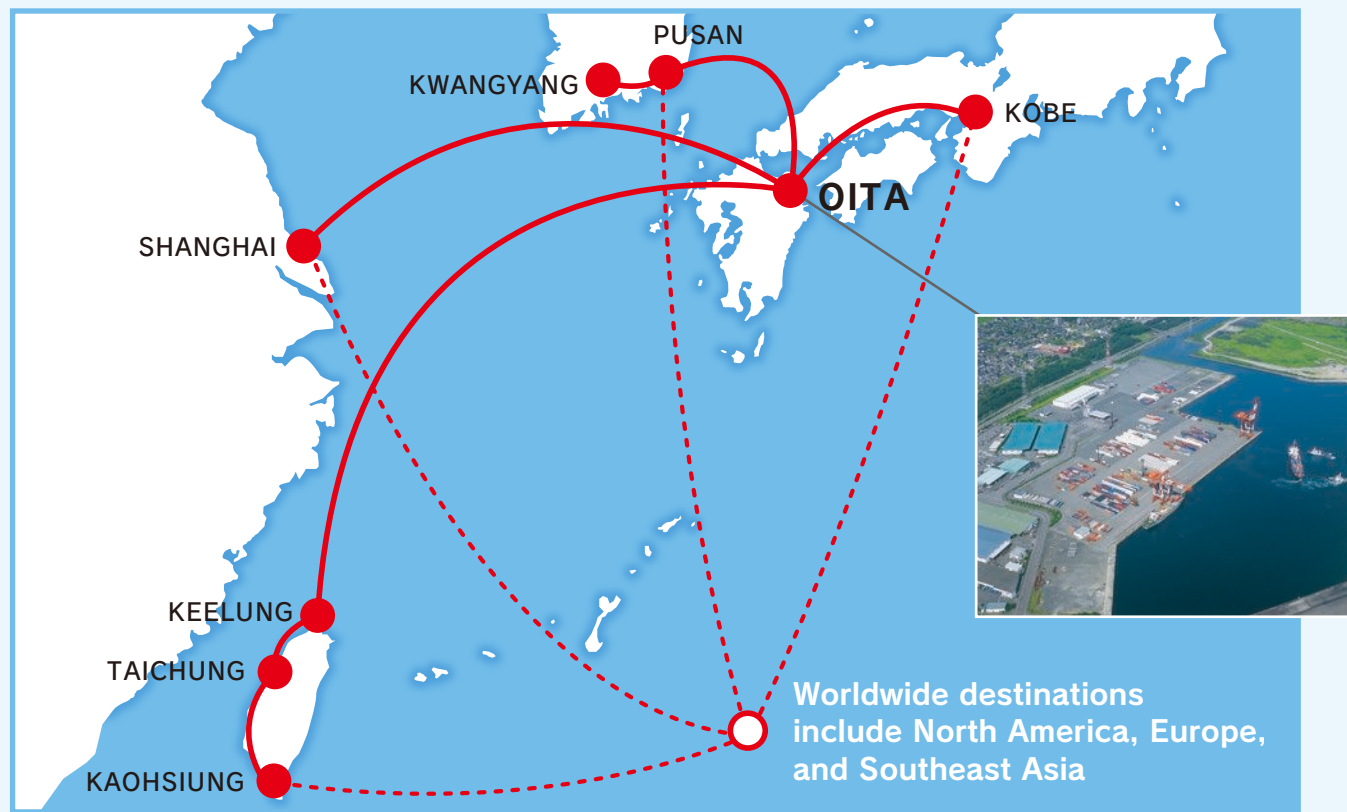 PUSAN
KWANGYANG
KOBE
OITA
SHANGHAI
KEELUNG
TAICHUNG
KAOHSIUNG
Worldwide destinations
include North America, Europe,
and Southeast Asia